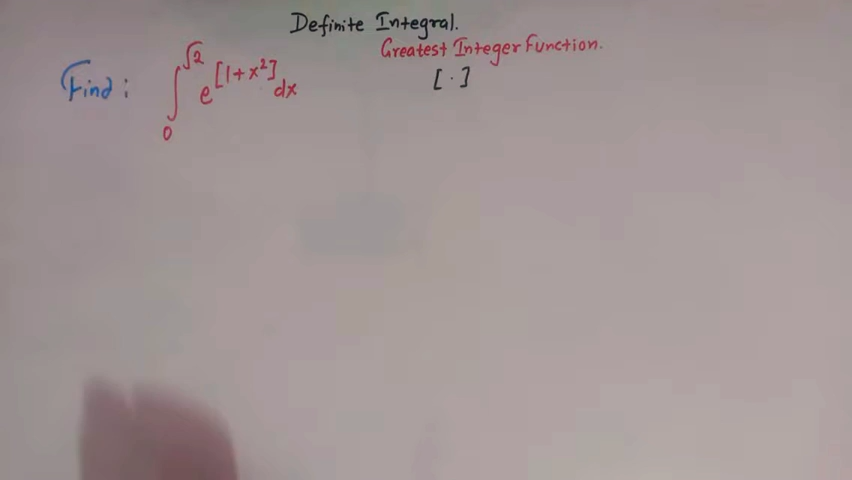 Definite Integral.
Greatest Integer Function.
Find : ∫₀^√2 e^[1+x²] dx
[ · ]